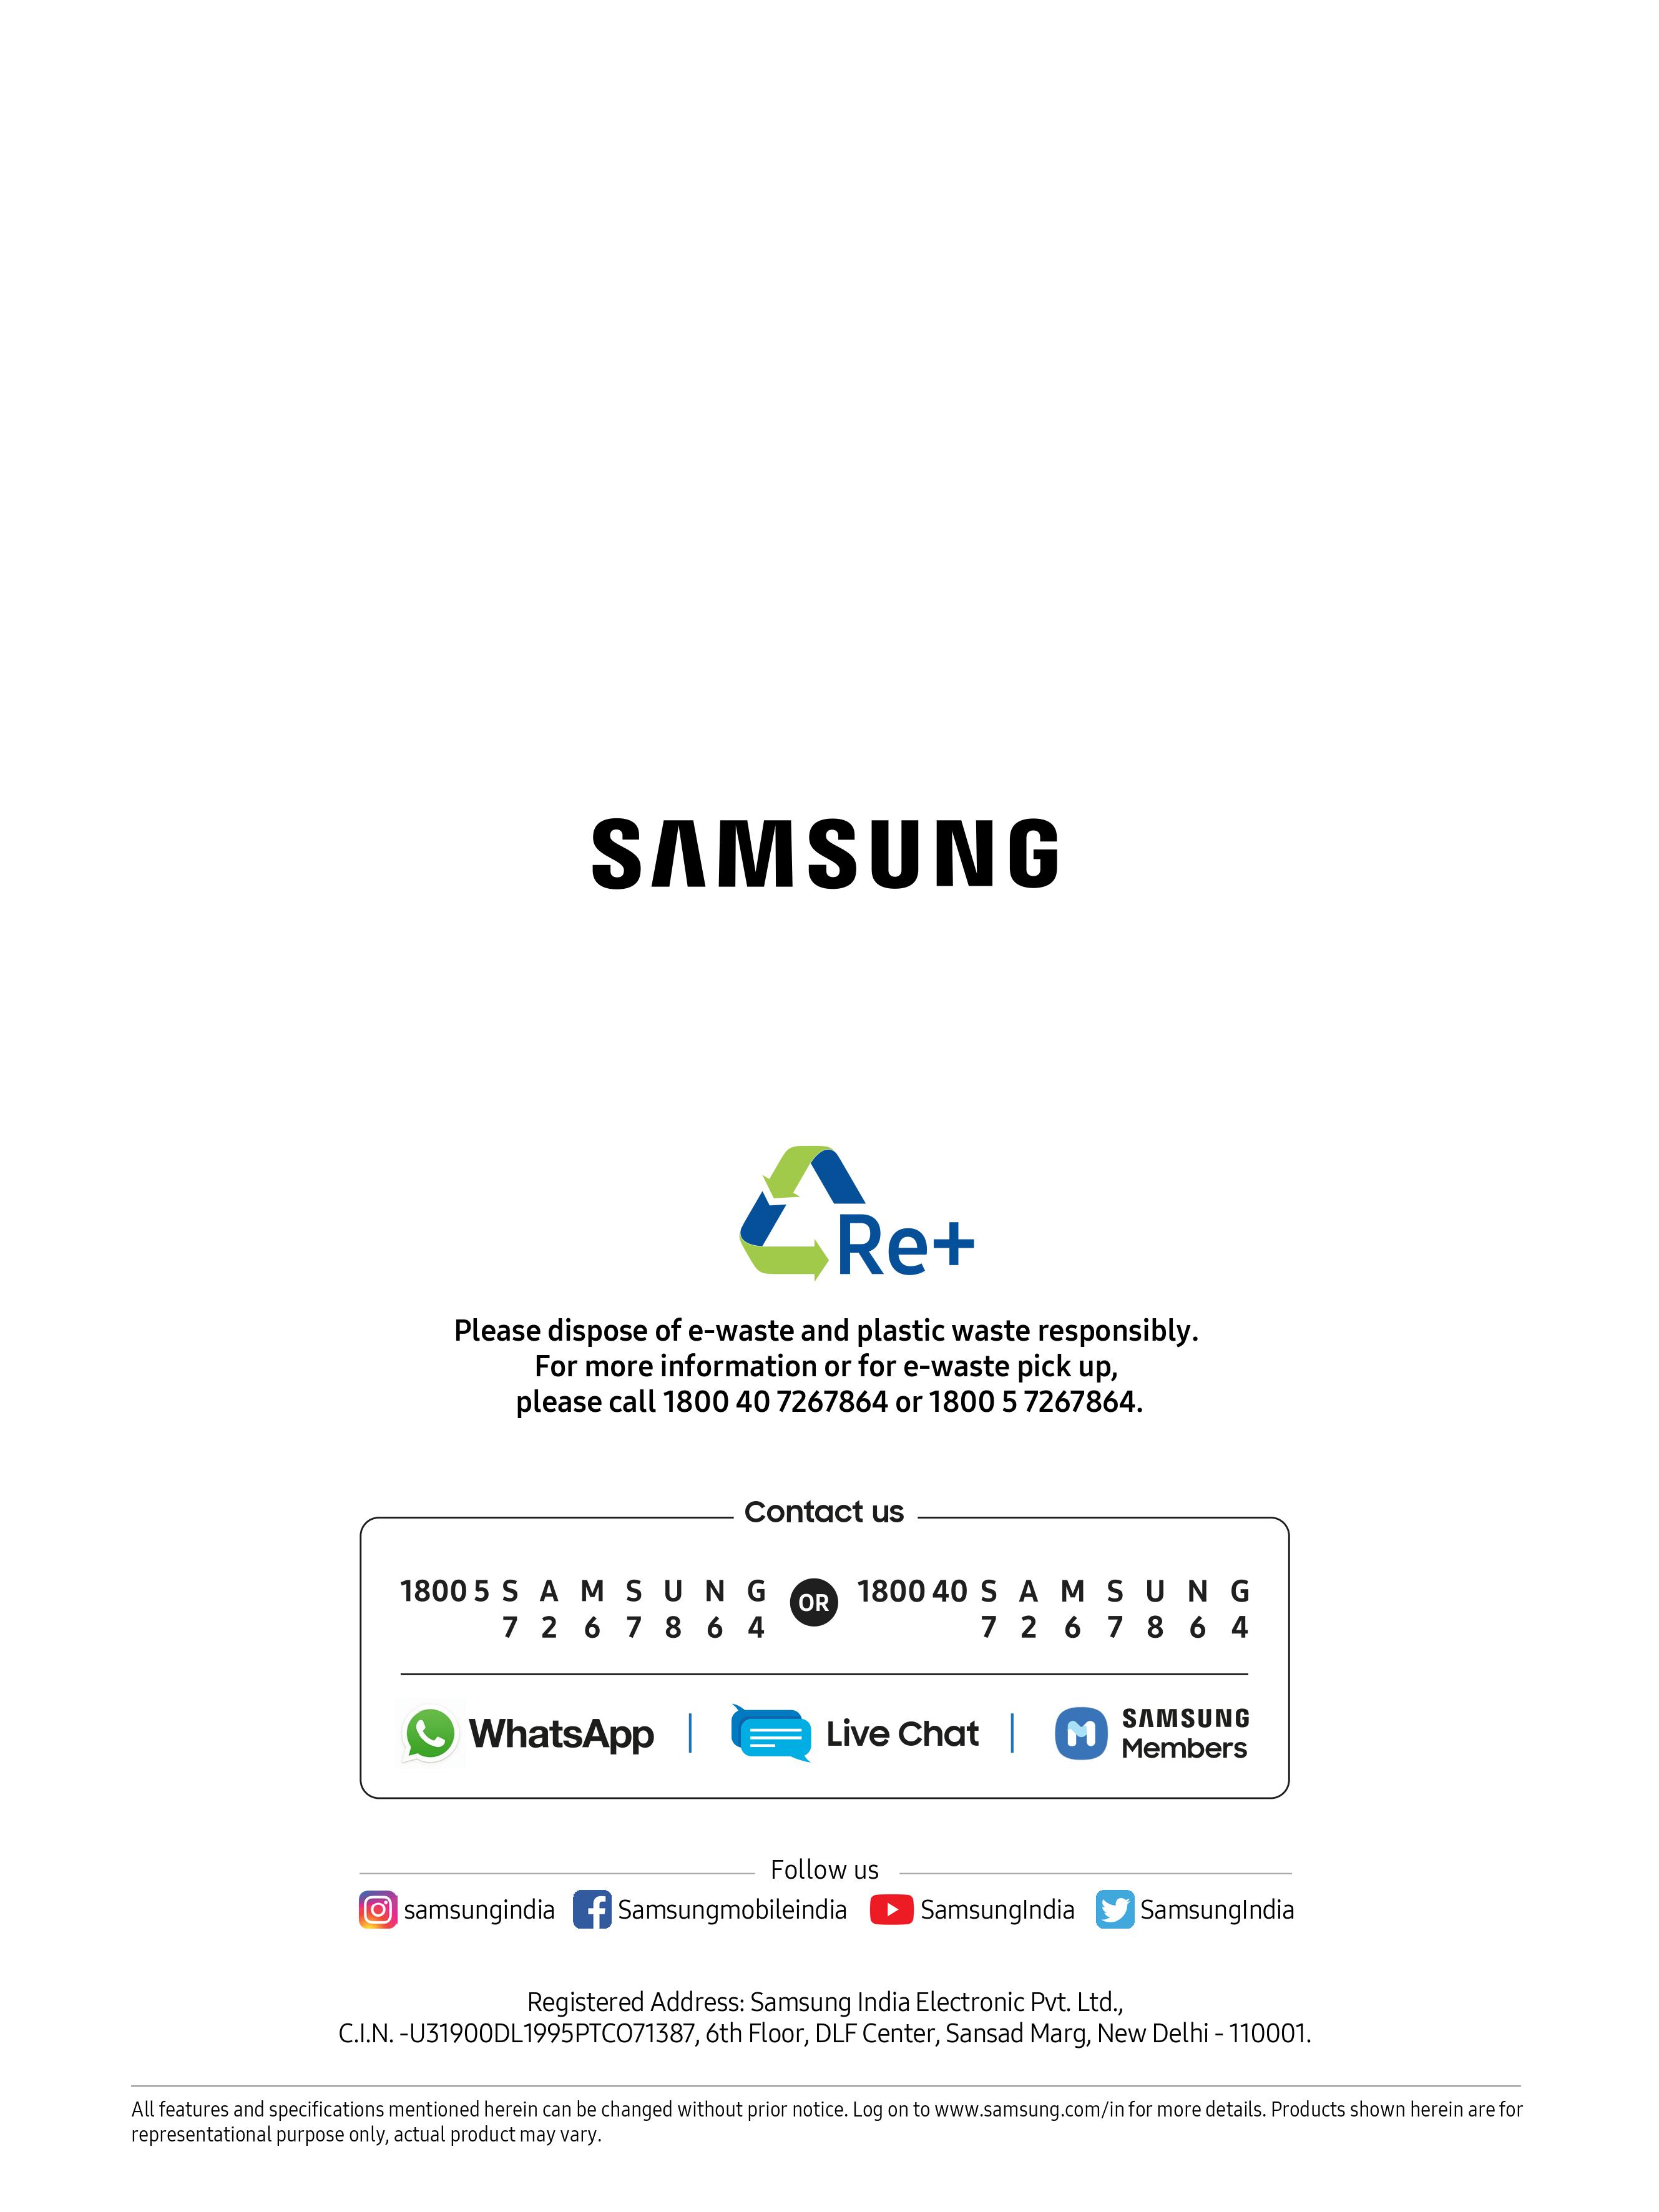 SAMSUNG
Re+
Please dispose of e-waste and plastic waste responsibly.
For more information or for e-waste pick up,
please call 1800 40 7267864 or 1800 5 7267864.
Contact us
1800 5 S A M S U N G OR 1800 40 S A M S U N G
7 2 6 7 8 6 4 7 2 6 7 8 6 4
WhatsApp | Live Chat | SAMSUNG Members
Follow us
samsungindia Samsungmobileindia SamsungIndia SamsungIndia
Registered Address: Samsung India Electronic Pvt. Ltd.,
C.I.N. -U31900DL1995PTCO71387, 6th Floor, DLF Center, Sansad Marg, New Delhi - 110001.
All features and specifications mentioned herein can be changed without prior notice. Log on to www.samsung.com/in for more details. Products shown herein are for
representational purpose only, actual product may vary.